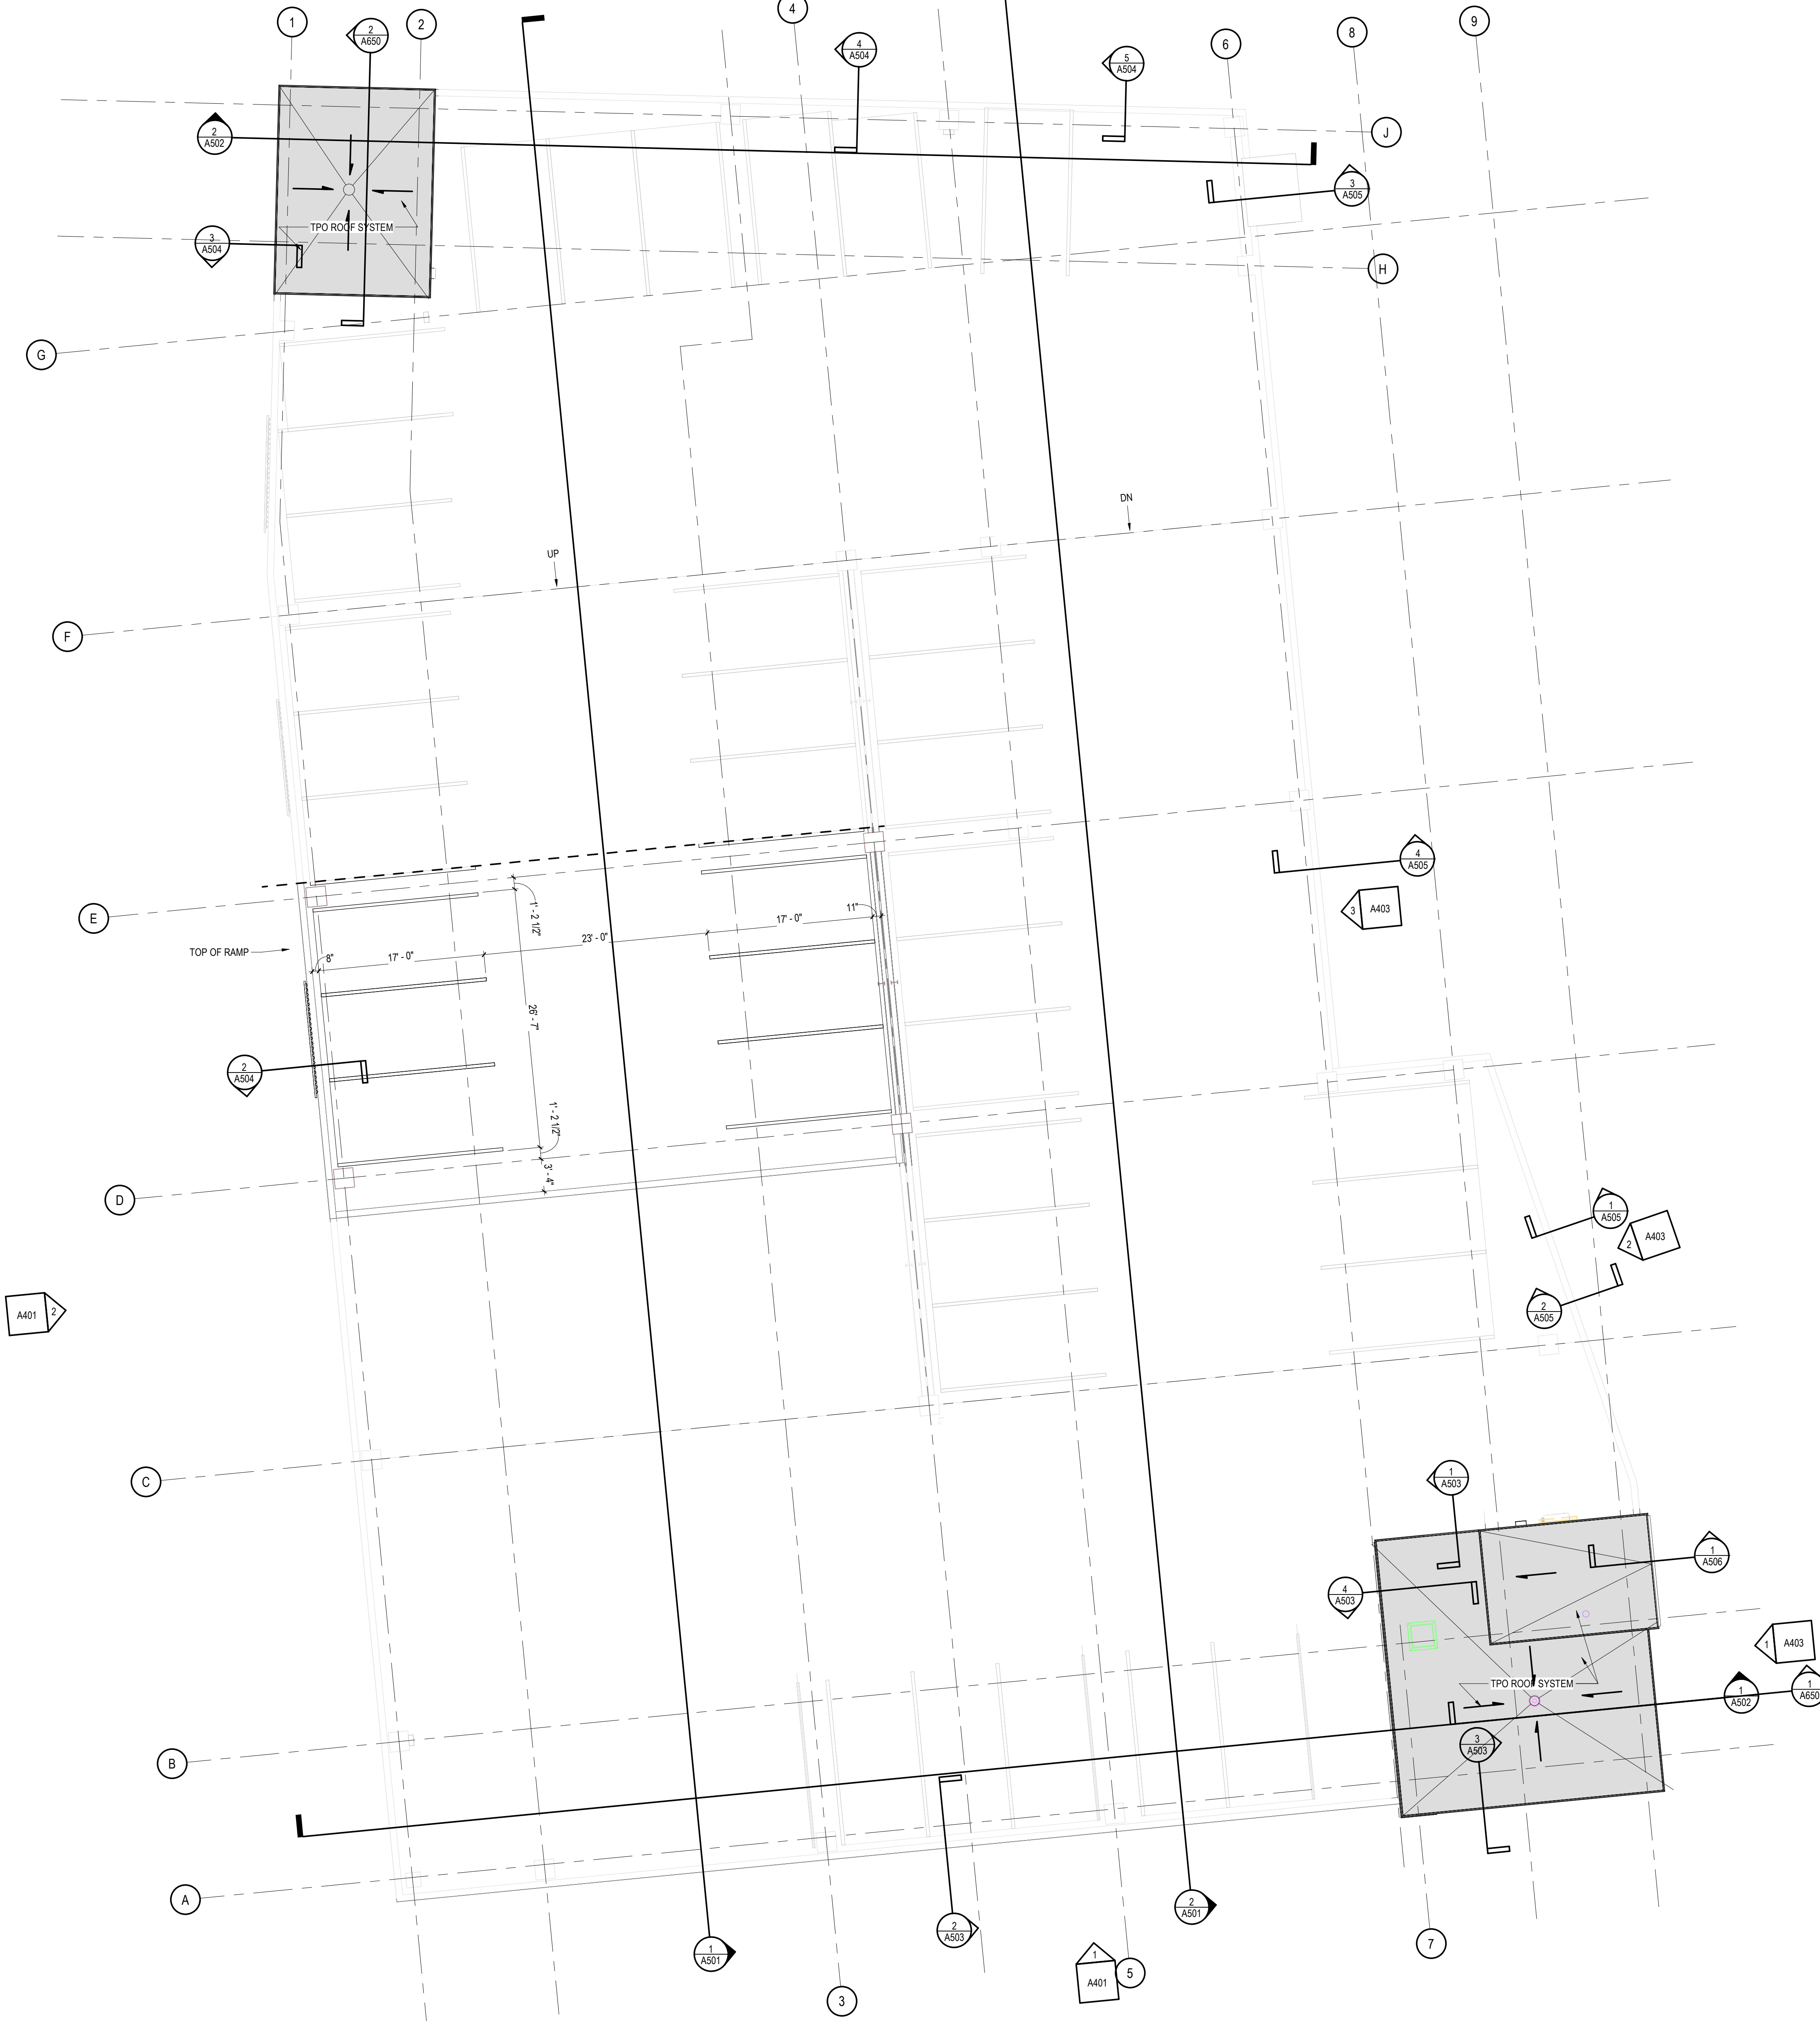 4
1
2
2
A650
4
A504
5
A504
6
8
9
J
2
A502
3
A505
TPO ROOF SYSTEM
3
A504
H
G
DN
UP
F
4
A505
3
A403
E
1' - 2 1/2"
11"
17' - 0"
23' - 0"
TOP OF RAMP
8"
17' - 0"
26' - 7"
2
A504
1' - 2 1/2"
3' - 4"
D
1
A505
2
A403
A401
2
2
A505
C
1
A503
1
A506
4
A503
1
A403
TPO ROOF SYSTEM
1
A502
1
A650
3
A503
B
A
2
A501
2
A503
7
1
A501
1
A401
5
3